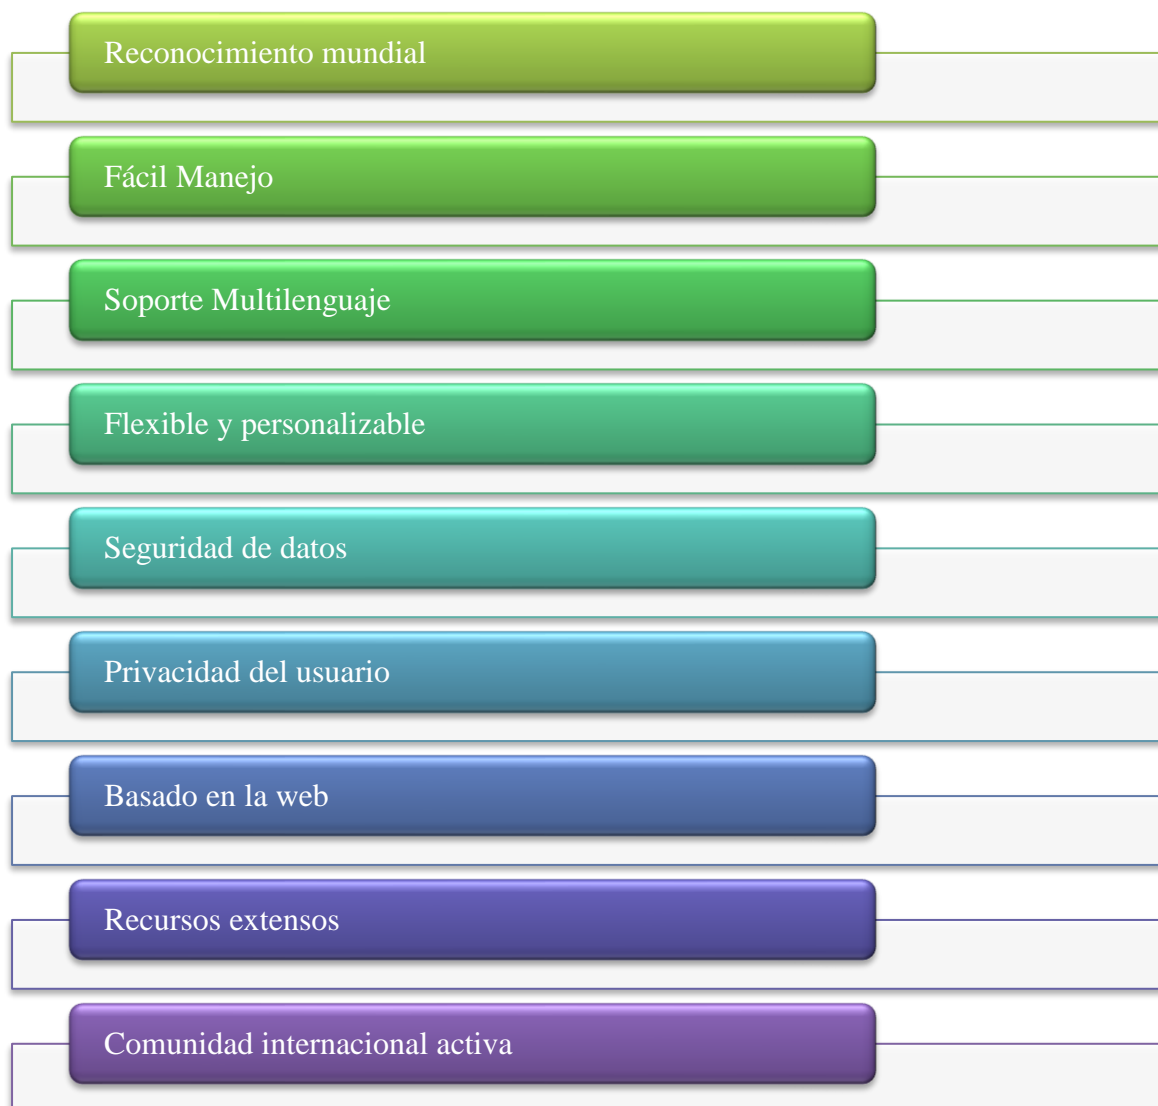 Reconocimiento mundial
Fácil Manejo
Soporte Multilenguaje
Flexible y personalizable
Seguridad de datos
Privacidad del usuario
Basado en la web
Recursos extensos
Comunidad internacional activa